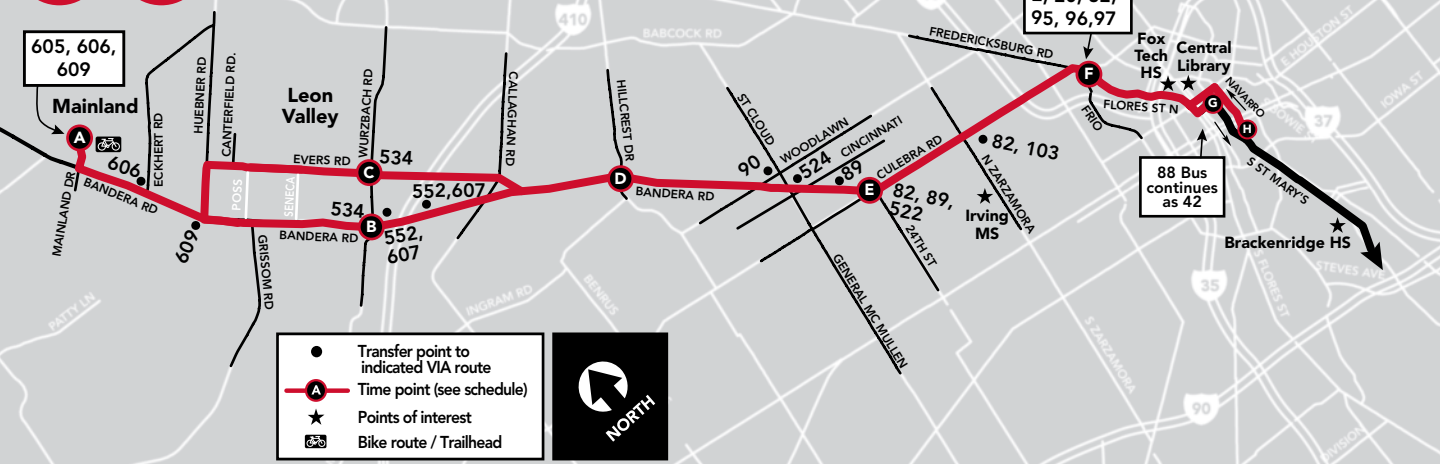 605, 606,
609
Mainland
A
606
MAINLAND DR
BANDERA RD
ECKHERT RD
609
HUEBNER RD
CANTERFIELD RD.
Leon
Valley
EVERS RD
POSS
SENECA
GRISSOM RD
BANDERA RD
WURZBACH RD
C
534
534
B
552,
607
552,607
CALLAGHAN RD
410
BABCOCK RD
HILLCREST DR
D
BANDERA RD
INGRAM RD
BENRUS
PATTY LN
ST CLOUD
90
WOODLAWN
524
CINCINNATI
89
CULEBRA RD
E
82, 89,
522
24TH ST
GENERAL MC MULLEN
FREDERICKSBURG RD
95, 96,97
F
FRIO
82, 103
N ZARZAMORA
Irving
MS
Fox
Tech
HS
Central
Library
FLORES ST N
NAVARRO
G
H
E HOUSTON ST
IOWA ST
37
S ST MARY'S
88 Bus
continues
as 42
Brackenridge HS
STEVES AVE
S FLORES ST
35
S ZARZAMORA
90
DIVISION
Transfer point to
indicated VIA route
A
Time point (see schedule)
Points of interest
Bike route / Trailhead
NORTH